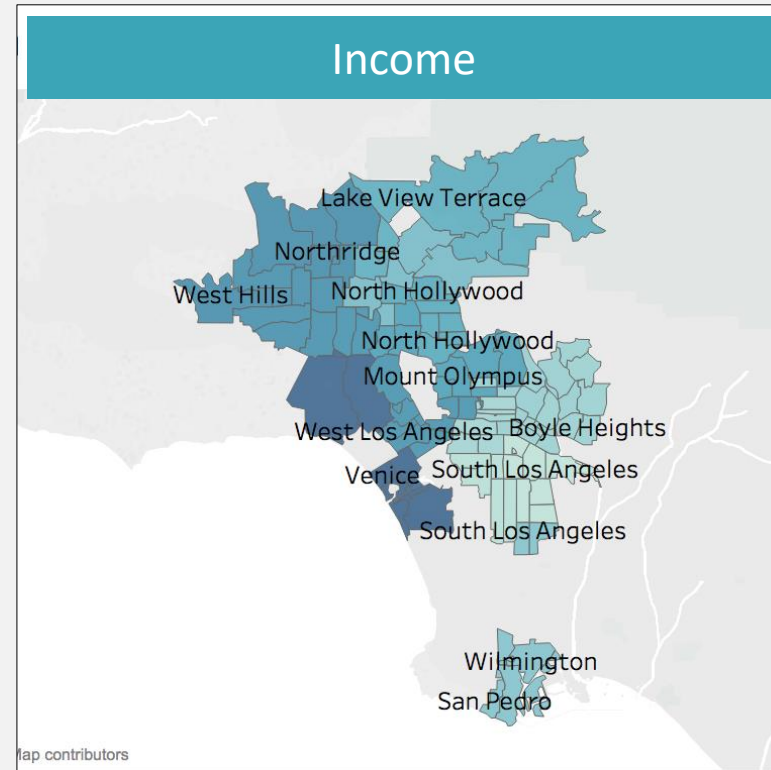 Income
Lake View Terrace
Northridge
West Hills
North Hollywood
North Hollywood
Mount Olympus
West Los Angeles
Boyle Heights
Venice
South Los Angeles
South Los Angeles
Wilmington
San Pedro
Map contributors